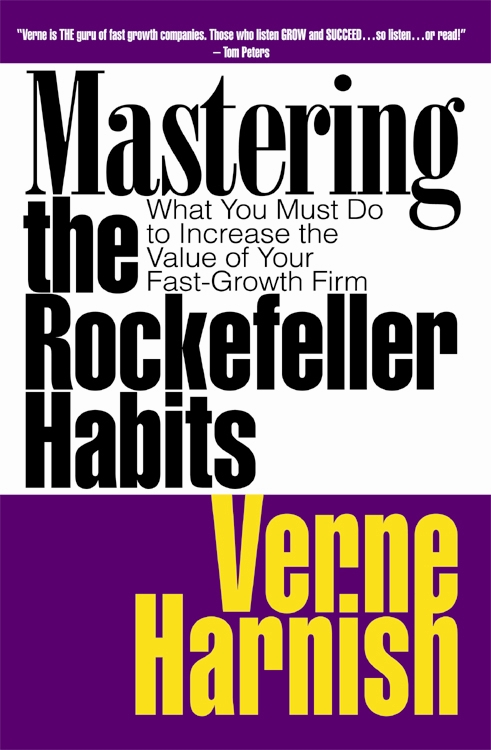 “Verne is THE guru of fast growth companies. Those who listen GROW and SUCCEED...so listen...or read!”
– Tom Peters
Mastering
the
What You Must Do
to Increase the
Value of Your
Fast-Growth Firm
Rockefeller
Habits
Verne
Harnish